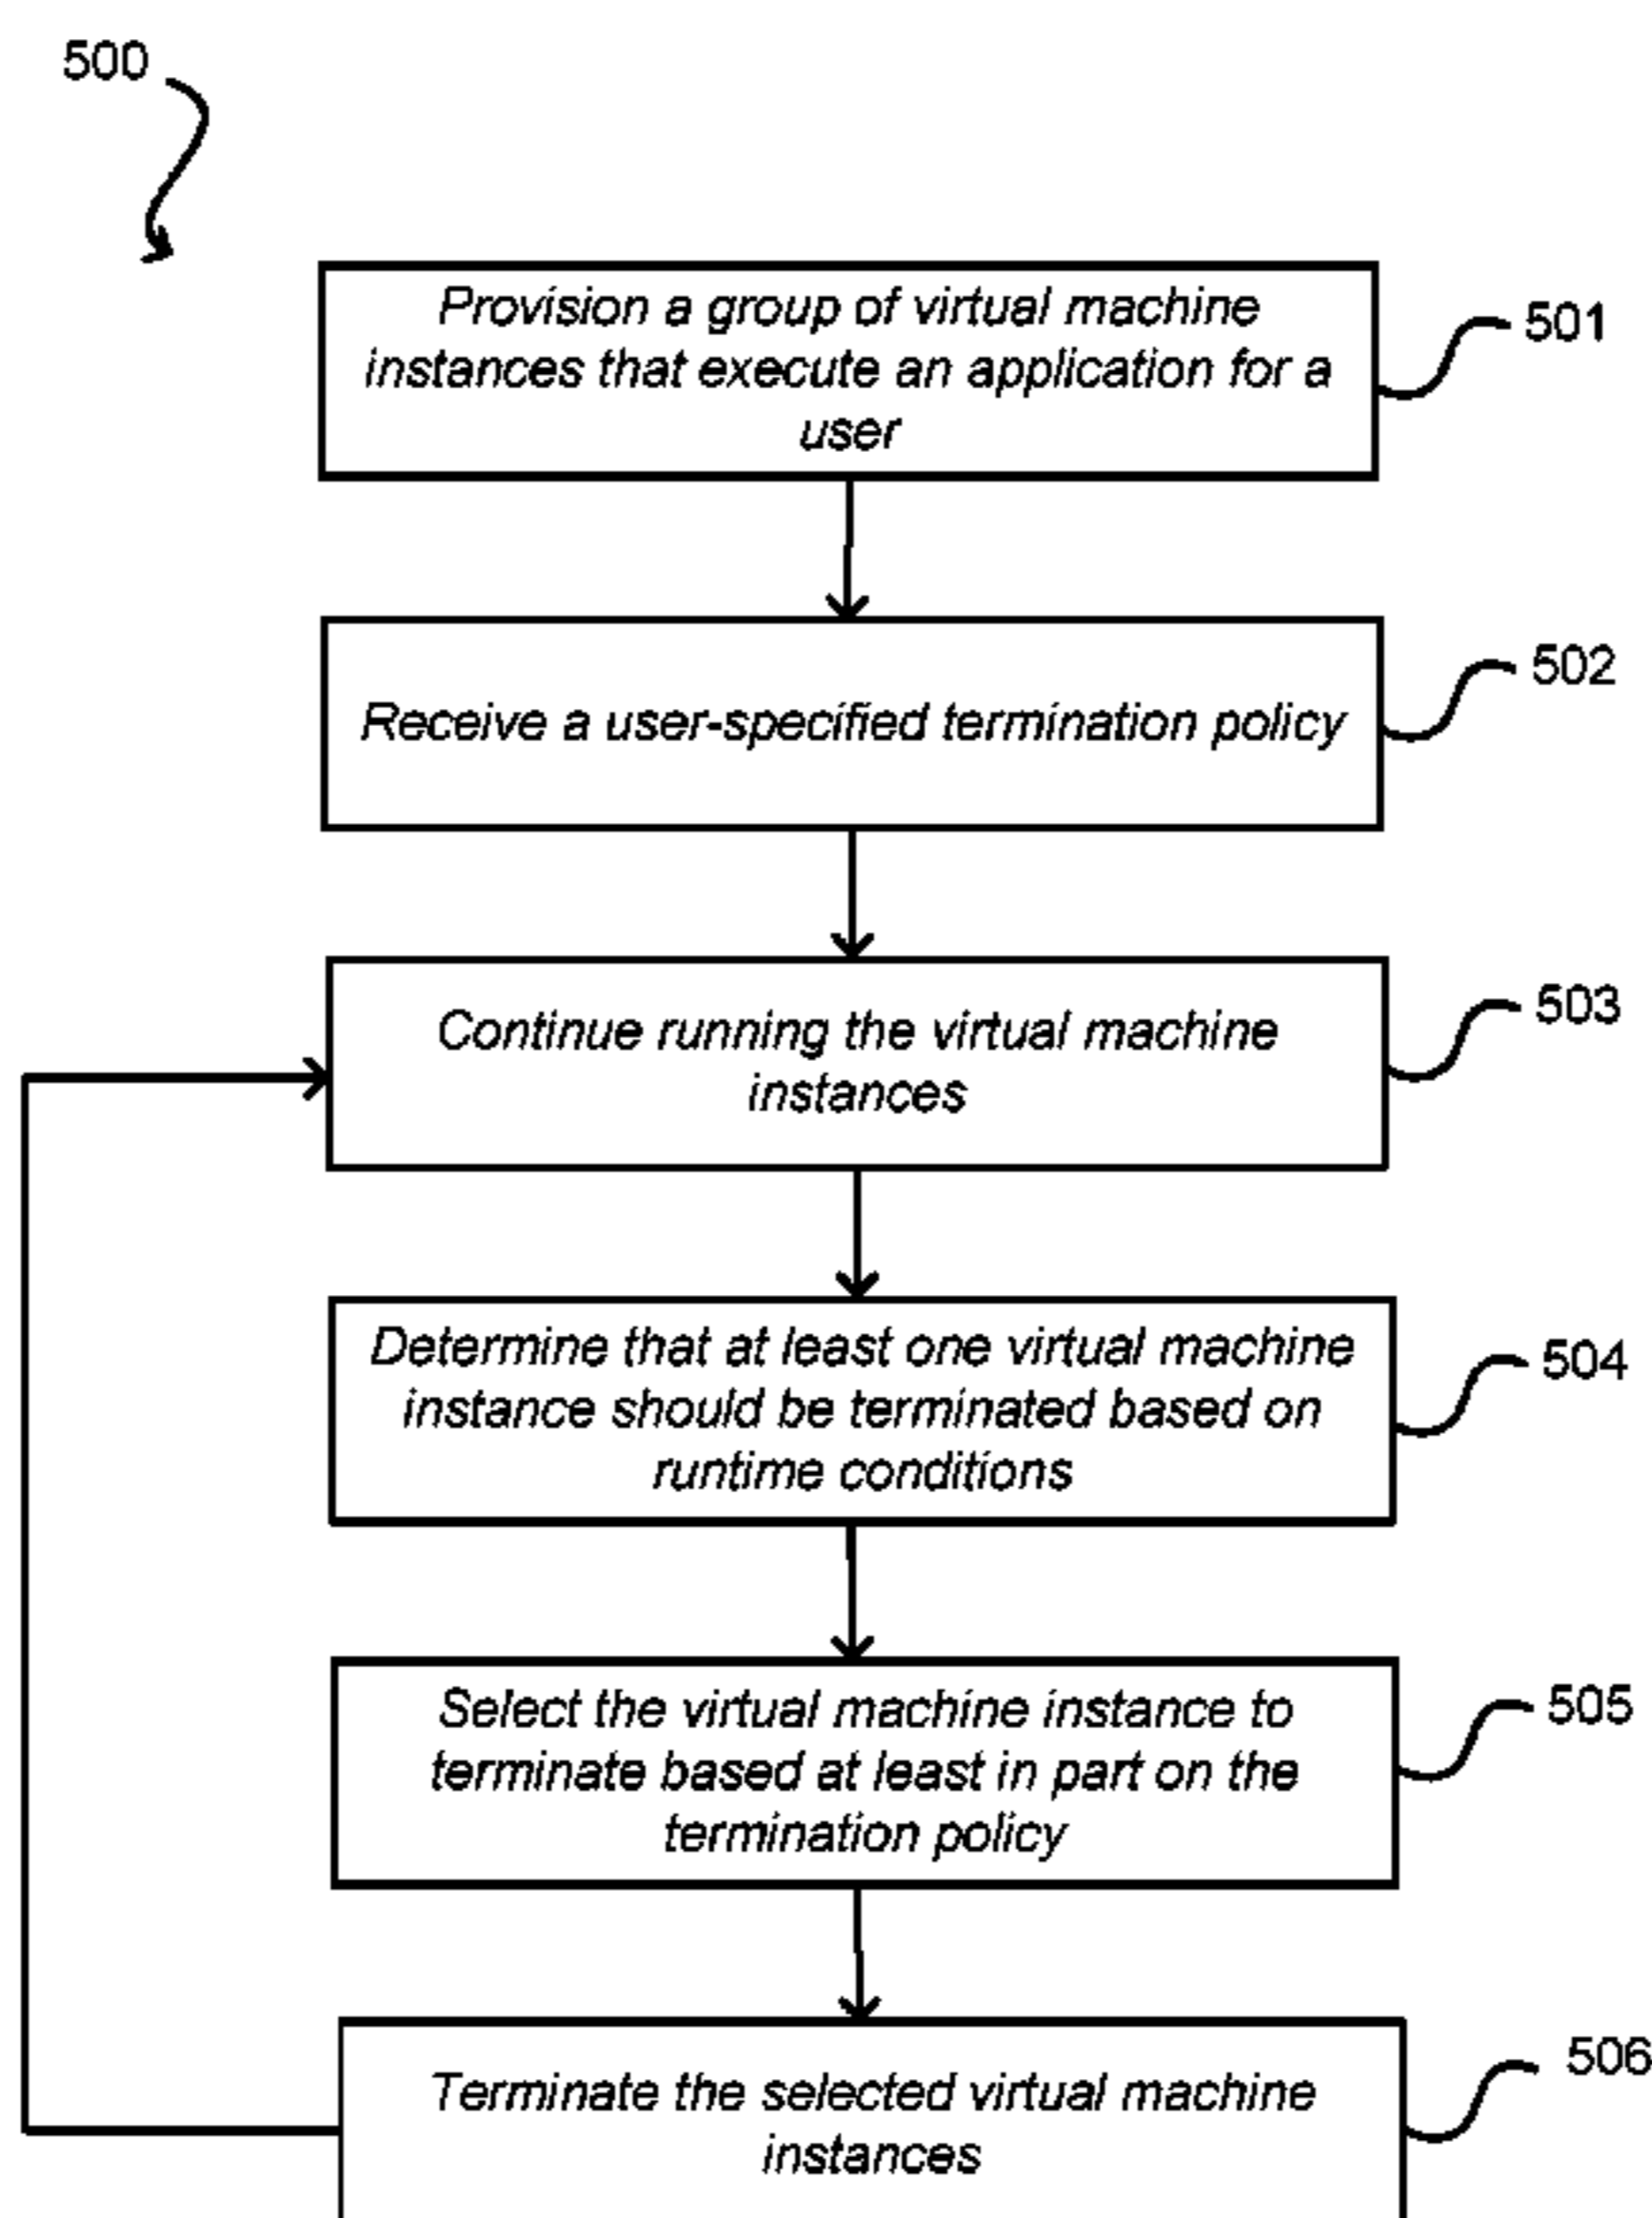 500
Provision a group of virtual machine
instances that execute an application for a
user
501
Receive a user-specified termination policy
502
Continue running the virtual machine
instances
503
Determine that at least one virtual machine
instance should be terminated based on
runtime conditions
504
Select the virtual machine instance to
terminate based at least in part on the
termination policy
505
Terminate the selected virtual machine
instances
506